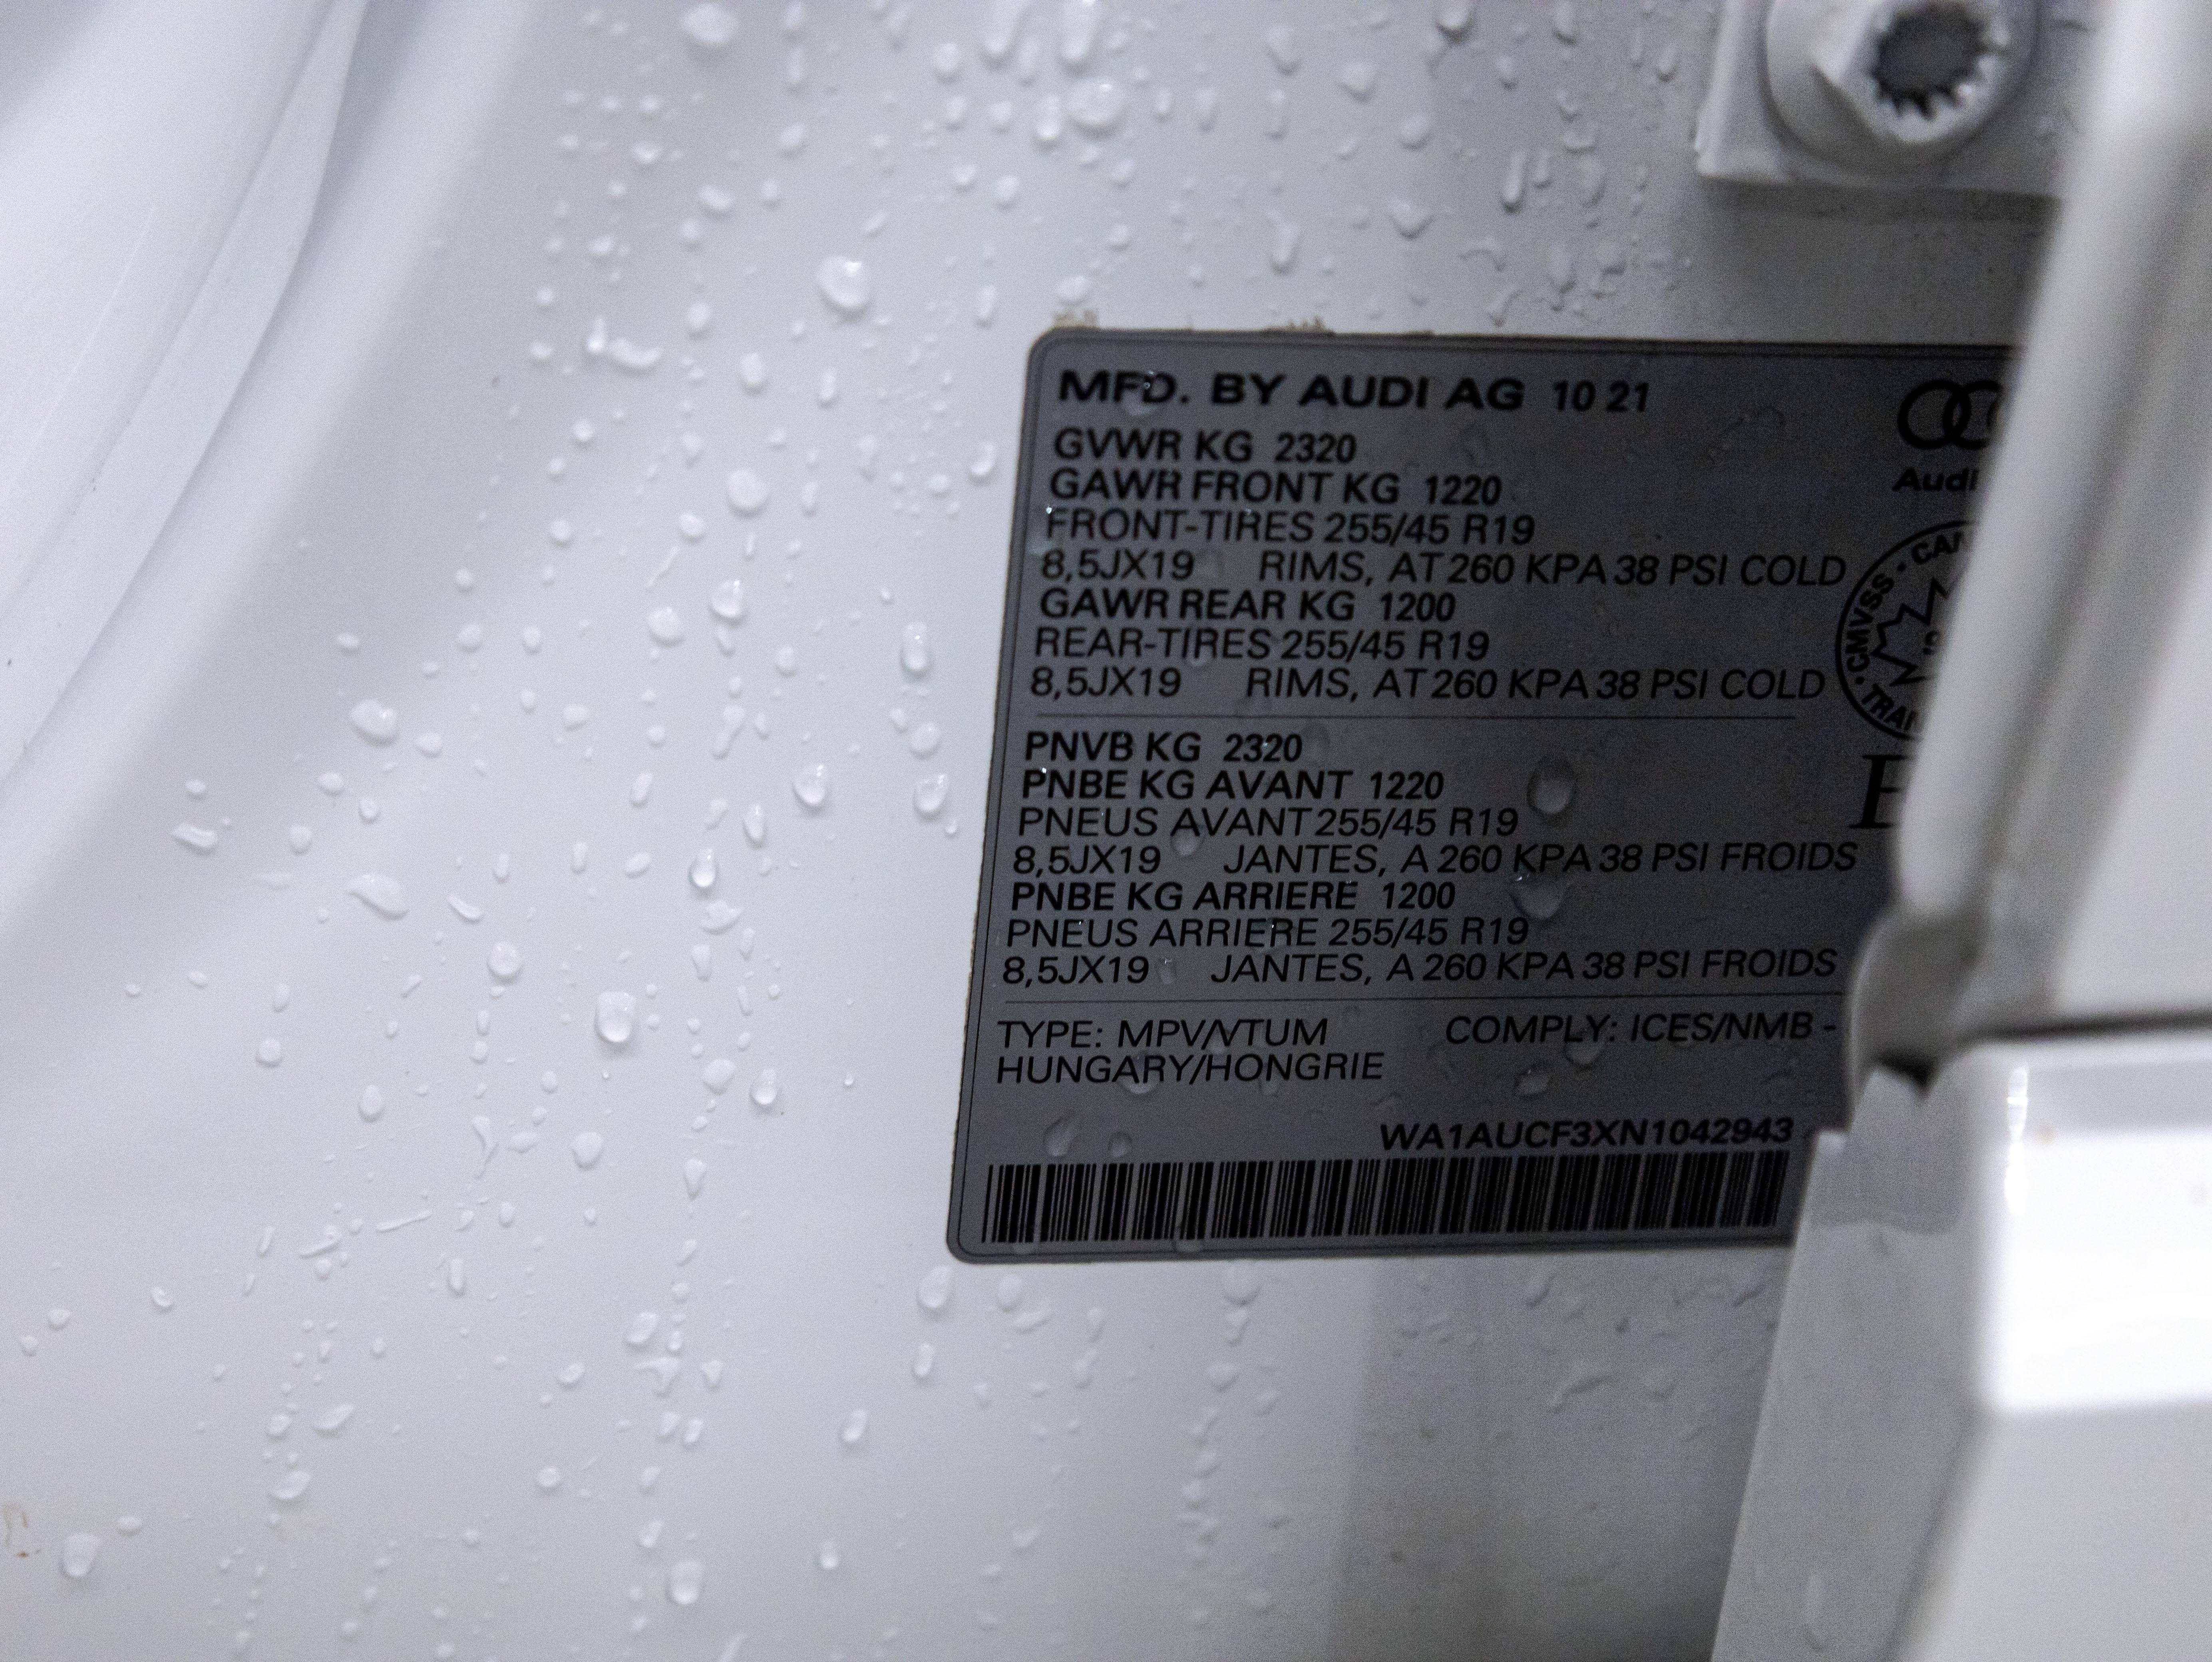 MFD. BY AUDI AG 10 21
GVWR KG 2320
GAWR FRONT KG 1220
FRONT-TIRES 255/45 R19
8,5JX19 RIMS, AT 260 KPA 38 PSI COLD
GAWR REAR KG 1200
REAR-TIRES 255/45 R19
8,5JX19 RIMS, AT 260 KPA 38 PSI COLD
PNVB KG 2320
PNBE KG AVANT 1220
PNEUS AVANT 255/45 R19
8,5JX19 JANTES, A 260 KPA 38 PSI FROIDS
PNBE KG ARRIERE 1200
PNEUS ARRIERE 255/45 R19
8,5JX19 JANTES, A 260 KPA 38 PSI FROIDS
TYPE: MPV/VTUM COMPLY: ICES/NMB -
HUNGARY/HONGRIE
WA1AUCF3XN1042943
Audi
CMVSS